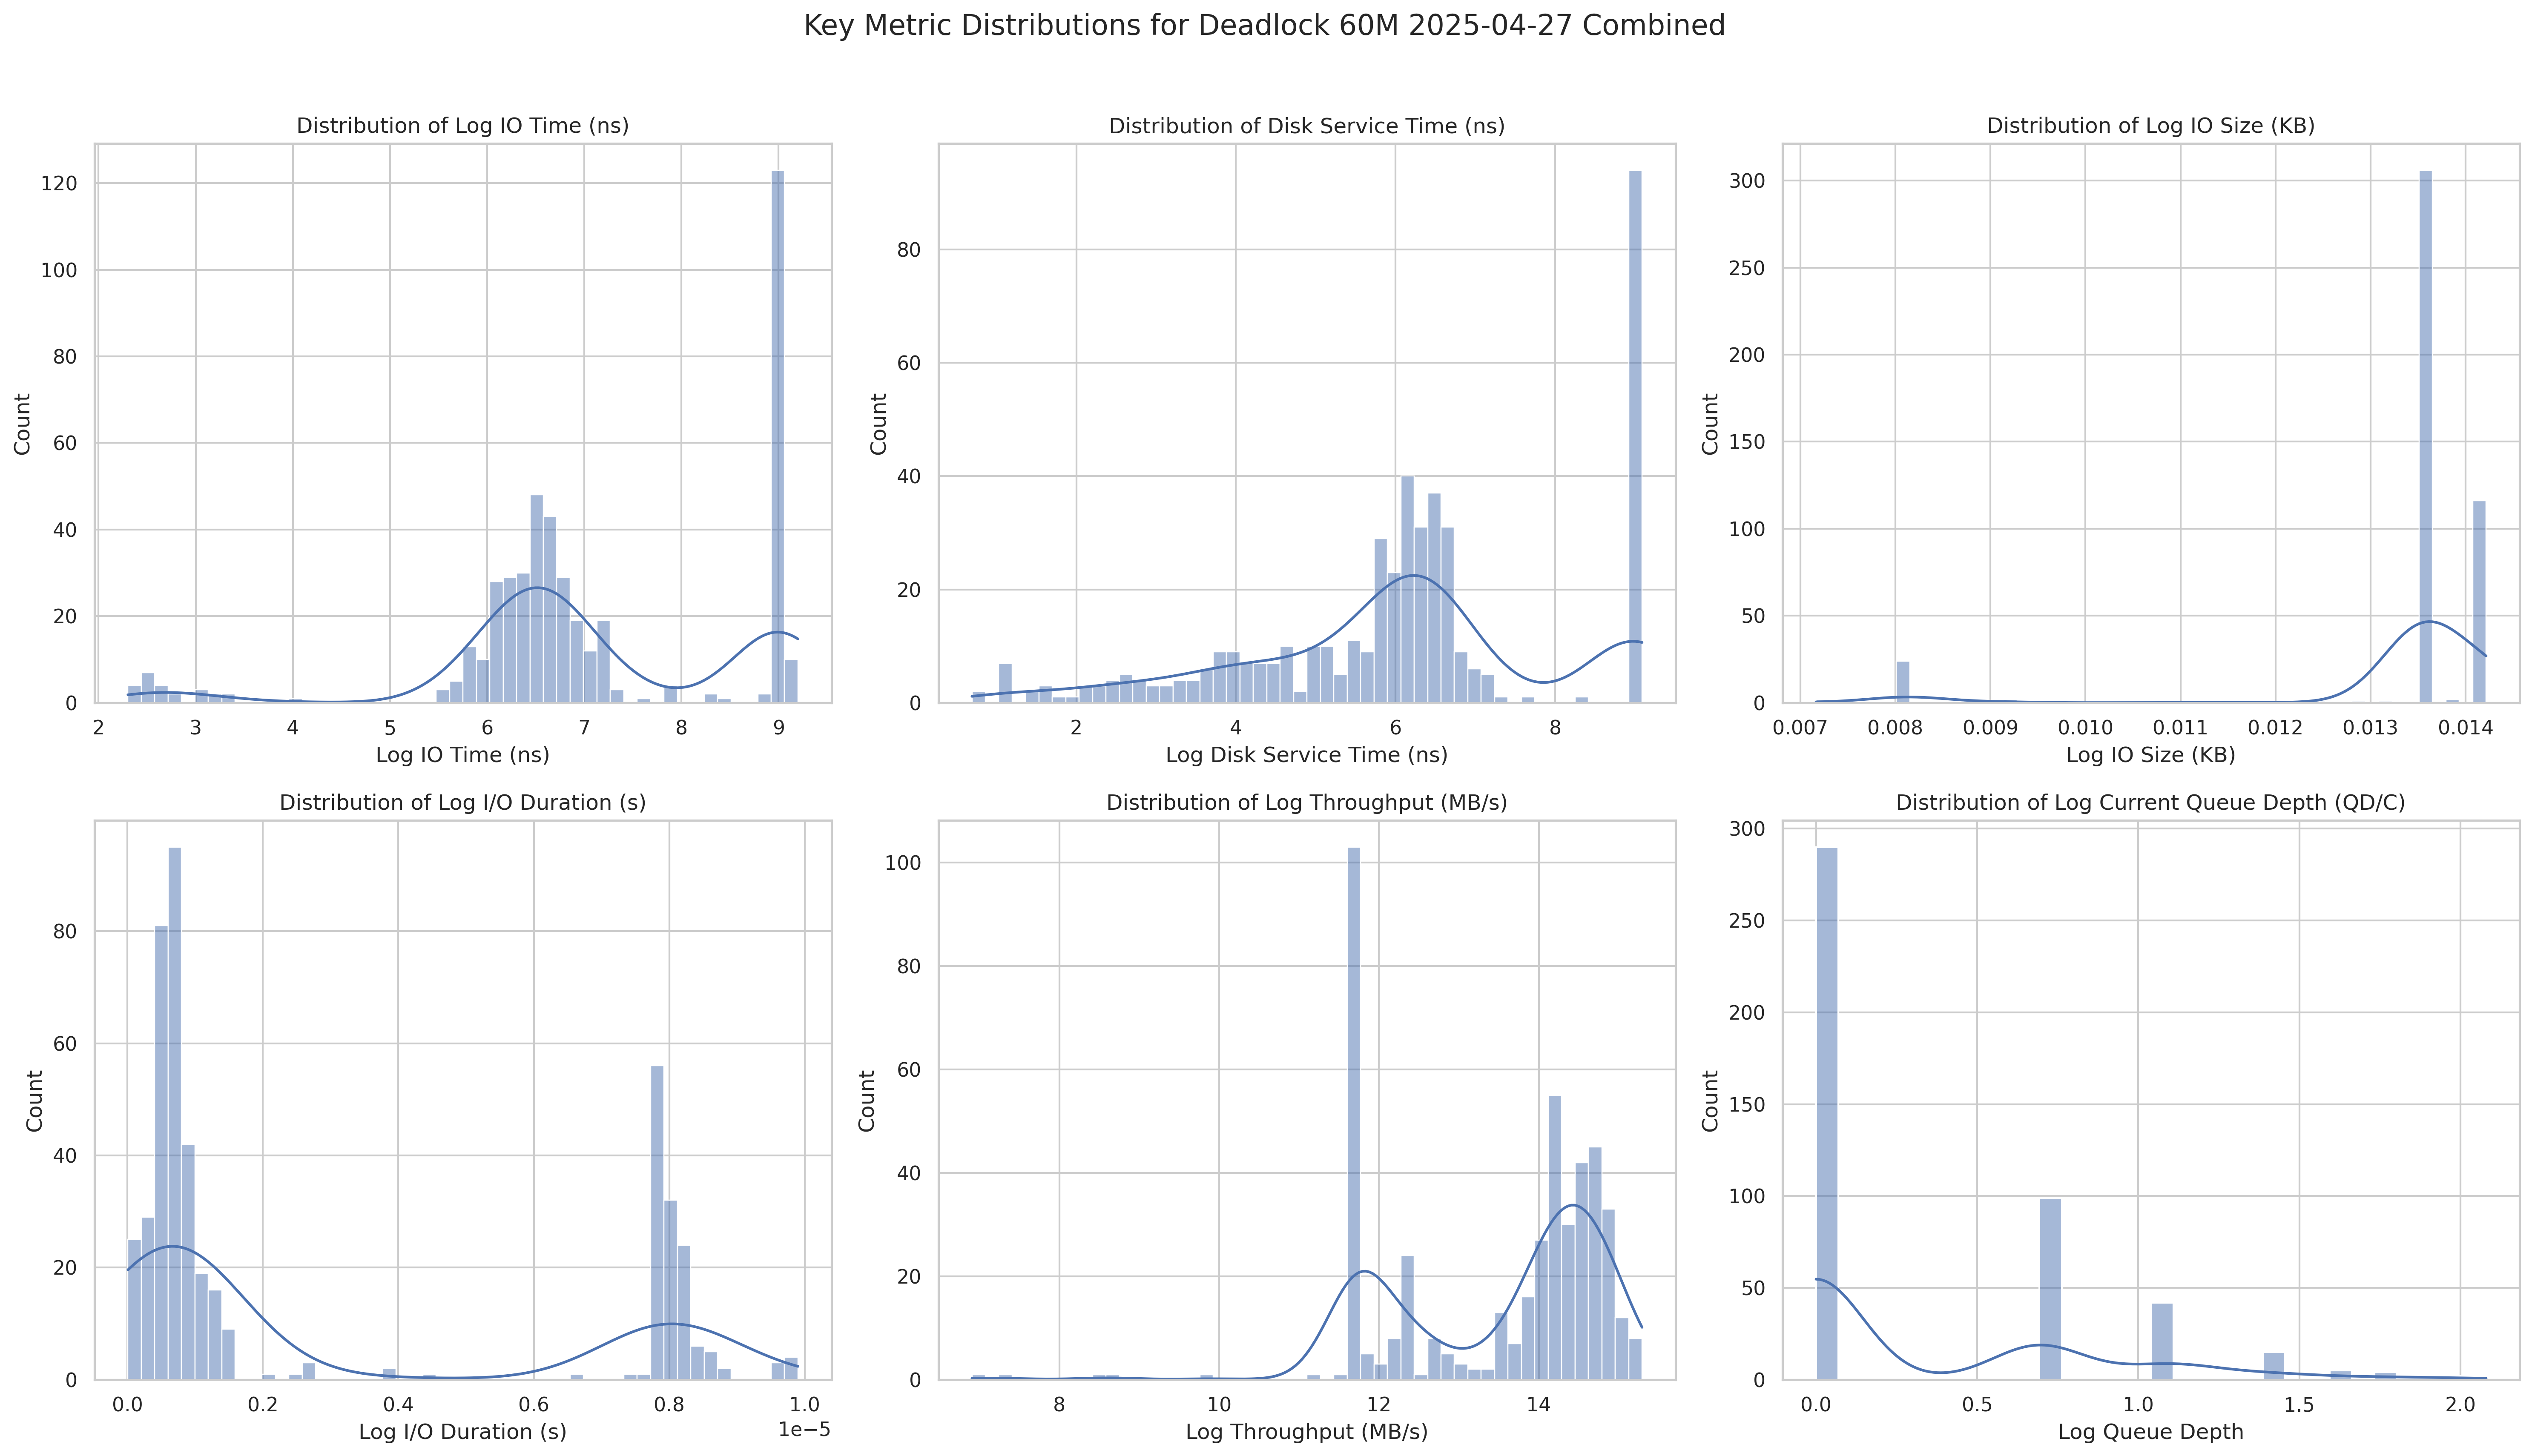 Key Metric Distributions for Deadlock 60M 2025-04-27 Combined
Distribution of Log IO Time (ns)
120
100
80
60
40
20
0
Count
2 3 4 5 6 7 8 9
Log IO Time (ns)
Distribution of Disk Service Time (ns)
80
60
40
20
0
Count
2 4 6 8
Log Disk Service Time (ns)
Distribution of Log IO Size (KB)
300
250
200
150
100
50
0
Count
0.007 0.008 0.009 0.010 0.011 0.012 0.013 0.014
Log IO Size (KB)
Distribution of Log I/O Duration (s)
80
60
40
20
0
Count
0.0 0.2 0.4 0.6 0.8 1.0
1e−5
Log I/O Duration (s)
Distribution of Log Throughput (MB/s)
100
80
60
40
20
0
Count
8 10 12 14
Log Throughput (MB/s)
Distribution of Log Current Queue Depth (QD/C)
300
250
200
150
100
50
0
Count
0.0 0.5 1.0 1.5 2.0
Log Queue Depth